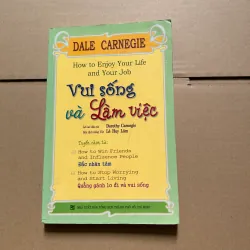 DALE CARNEGIE
How to Enjoy Your Life
and Your Job
Vui sống
và Làm việc
Dorothy Carnegie
Tuyển chọn từ:
How to Win Friends
and Influence People
Đắc nhân tâm
How to Stop Worrying
and Start Living
Quẳng gánh lo đi và vui sống